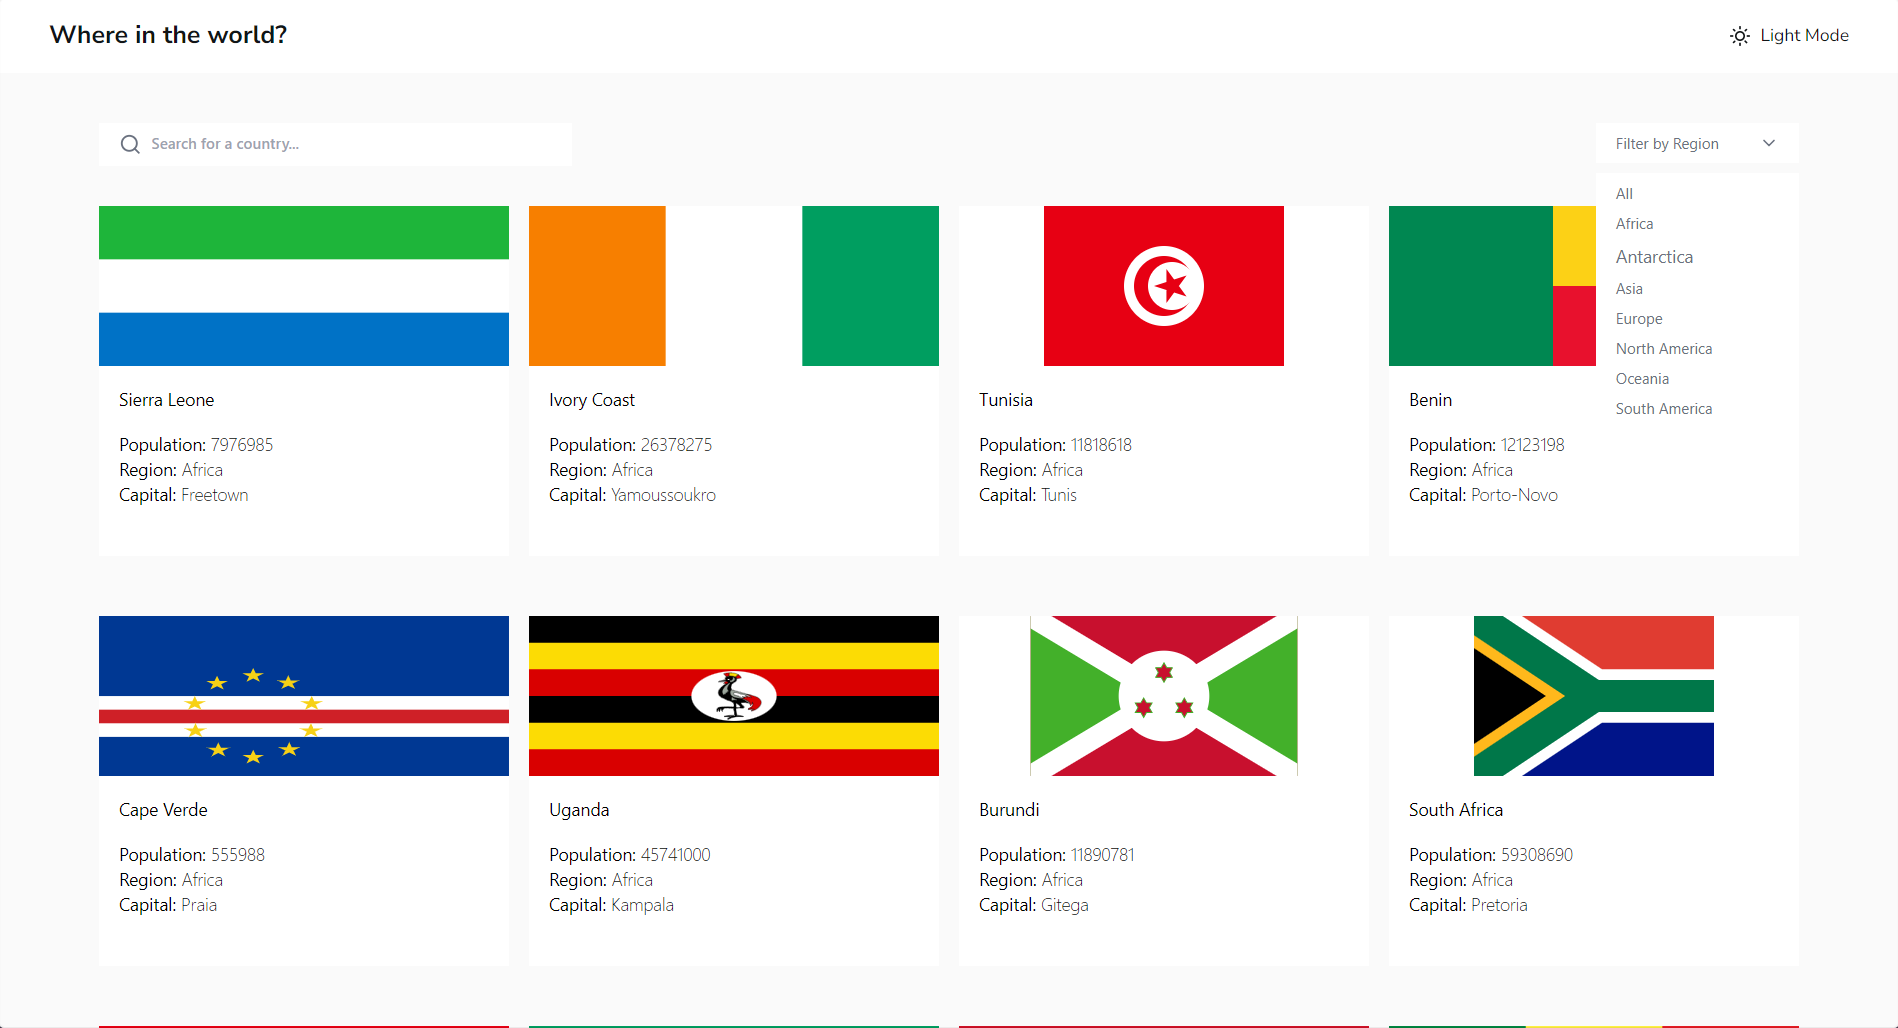 Where in the world?
Light Mode
Search for a country...
Filter by Region
All
Africa
Antarctica
Asia
Europe
North America
Oceania
South America
Sierra Leone
Population: 7976985
Region: Africa
Capital: Freetown
Ivory Coast
Population: 26378275
Region: Africa
Capital: Yamoussoukro
Tunisia
Population: 11818618
Region: Africa
Capital: Tunis
Benin
Population: 12123198
Region: Africa
Capital: Porto-Novo
Cape Verde
Population: 555988
Region: Africa
Capital: Praia
Uganda
Population: 45741000
Region: Africa
Capital: Kampala
Burundi
Population: 11890781
Region: Africa
Capital: Gitega
South Africa
Population: 59308690
Region: Africa
Capital: Pretoria